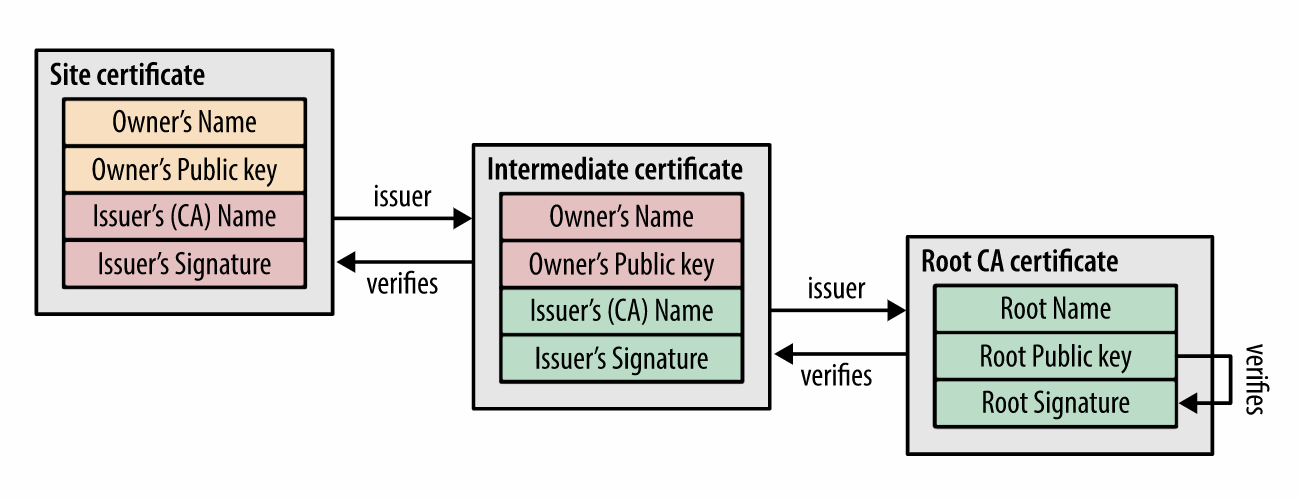 Site certificate
Owner’s Name
Owner’s Public key
Issuer’s (CA) Name
Issuer’s Signature
issuer
verifies
Intermediate certificate
Owner’s Name
Owner’s Public key
Issuer’s (CA) Name
Issuer’s Signature
issuer
verifies
Root CA certificate
Root Name
Root Public key
Root Signature
verifies